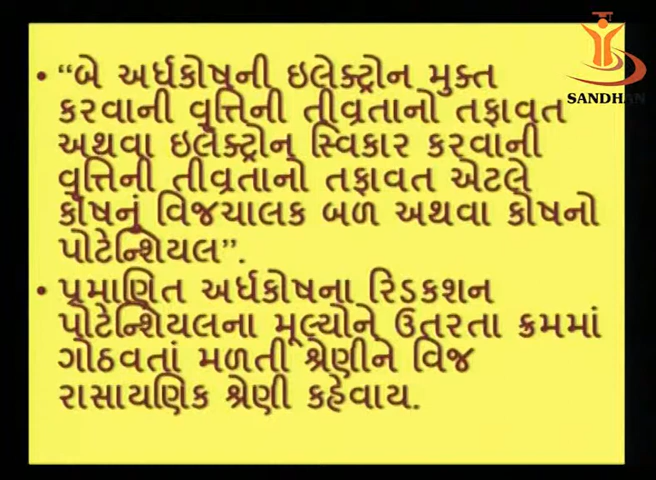 • “બે અર્ધકોષની ઇલેક્ટ્રોન મુક્ત
કરવાની વૃત્તિની તીવ્રતાનો તફાવત
અથવા ઇલેક્ટ્રોન સ્વિકાર કરવાની
વૃત્તિની તીવ્રતાનો તફાવત એટલે
કોષનું વિજચાલક બળ અથવા કોષનો
પોટેન્શિયલ”.
• પ્રમાણિત અર્ધકોષના રિડકશન
પોટેન્શિયલના મૂલ્યોને ઉતરતા ક્રમમાં
ગોઠવતાં મળતી શ્રેણીને વિજ
રાસાયણિક શ્રેણી કહેવાય.
SANDHAN